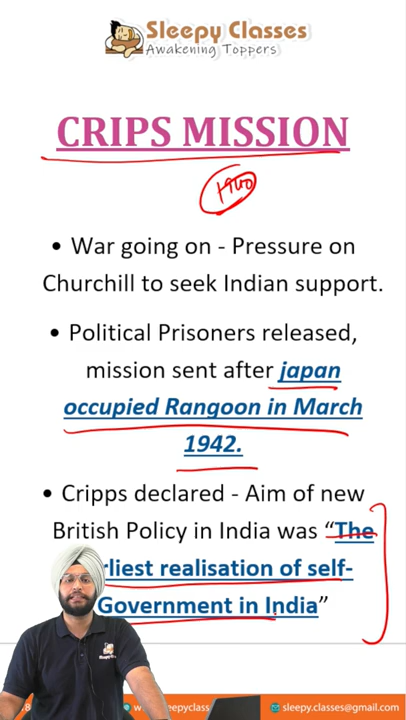 Sleepy Classes
Awakening Toppers
CRIPS MISSION
1940
• War going on - Pressure on
Churchill to seek Indian support.
• Political Prisoners released,
mission sent after japan
occupied Rangoon in March
1942.
• Cripps declared - Aim of new
British Policy in India was “The
rliest realisation of self-
Government in India”
sleepy.classes@gmail.com